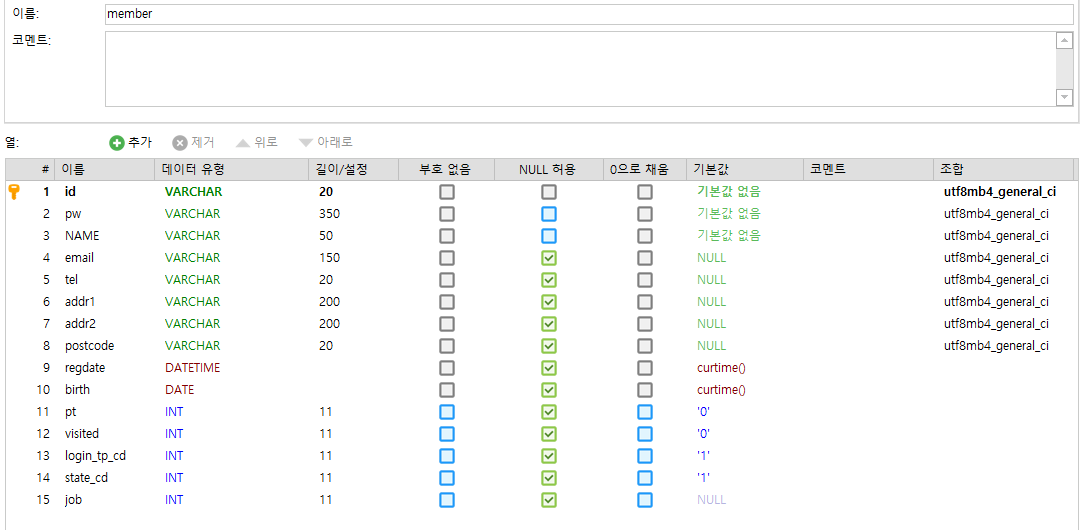 이름: member
코멘트:
열: 추가 제거 위로 아래로
# 이름 데이터 유형 길이/설정 부호 없음 NULL 허용 0으로 채움 기본값 코멘트 조합
1 id VARCHAR 20 기본값 없음 utf8mb4_general_ci
2 pw VARCHAR 350 기본값 없음 utf8mb4_general_ci
3 NAME VARCHAR 50 기본값 없음 utf8mb4_general_ci
4 email VARCHAR 150 NULL utf8mb4_general_ci
5 tel VARCHAR 20 NULL utf8mb4_general_ci
6 addr1 VARCHAR 200 NULL utf8mb4_general_ci
7 addr2 VARCHAR 200 NULL utf8mb4_general_ci
8 postcode VARCHAR 20 NULL utf8mb4_general_ci
9 regdate DATETIME curtime()
10 birth DATE curtime()
11 pt INT 11 '0'
12 visited INT 11 '0'
13 login_tp_cd INT 11 '1'
14 state_cd INT 11 '1'
15 job INT 11 NULL